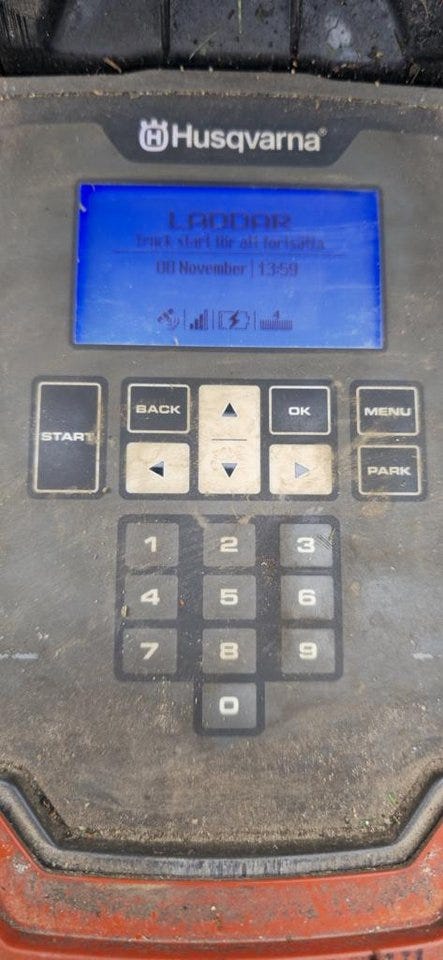 Husqvarna®
LADDAR
Tryck start för att fortsätta
08 November | 13:59
4
START
BACK
OK
MENU
PARK
1 2 3
4 5 6
7 8 9
0